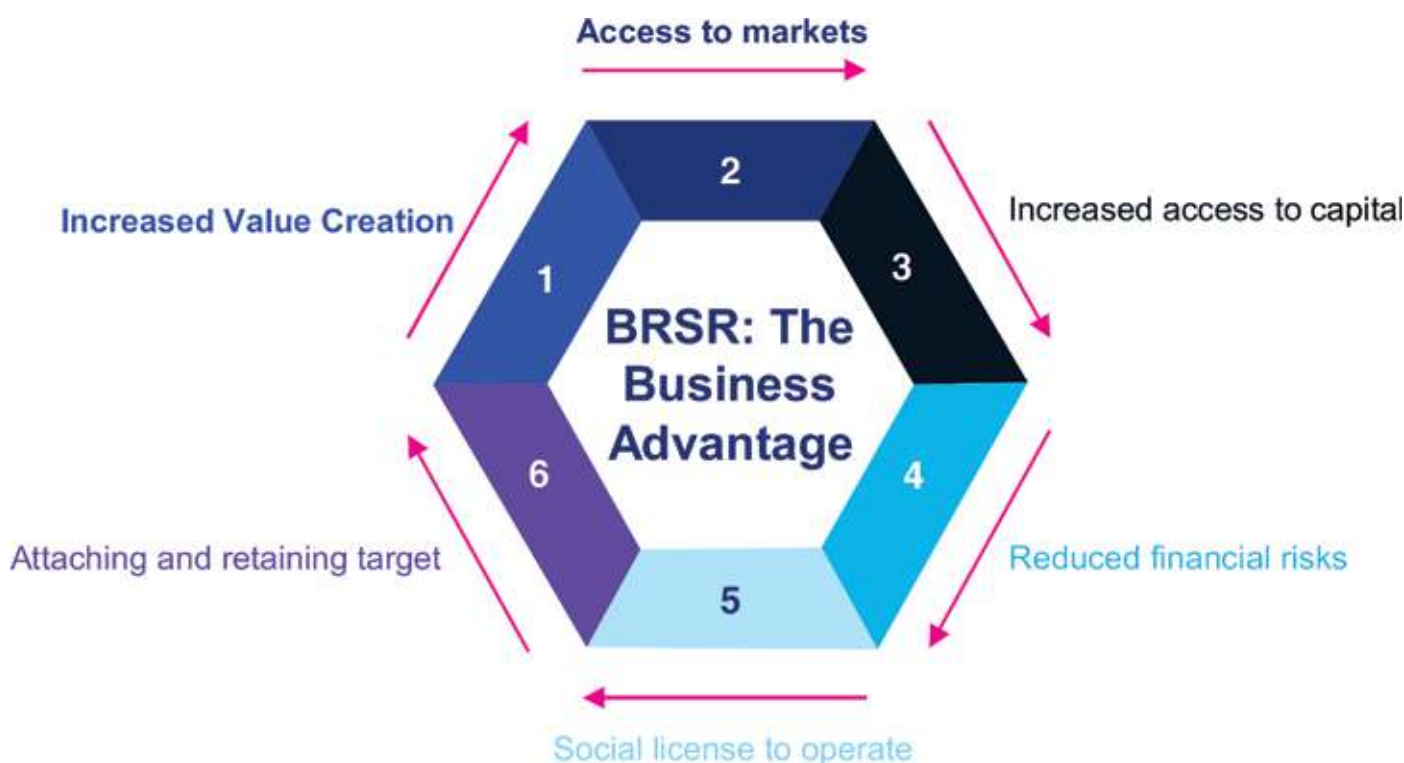 Access to markets
2
Increased Value Creation
Increased access to capital
1
3
BRSR: The
Business
Advantage
6
4
Attaching and retaining target
Reduced financial risks
5
Social license to operate